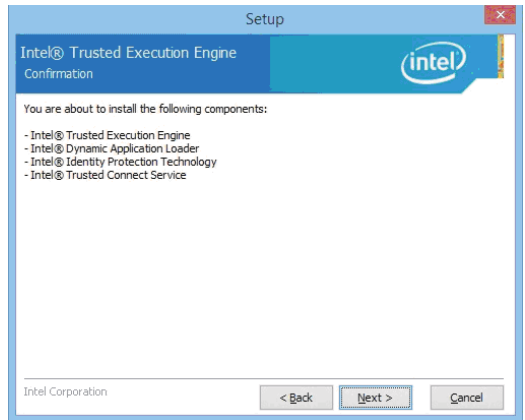 Setup
Intel® Trusted Execution Engine
Confirmation
intel
You are about to install the following components:
- Intel® Trusted Execution Engine
- Intel® Dynamic Application Loader
- Intel® Identity Protection Technology
- Intel® Trusted Connect Service
Intel Corporation
< Back
Next >
Cancel